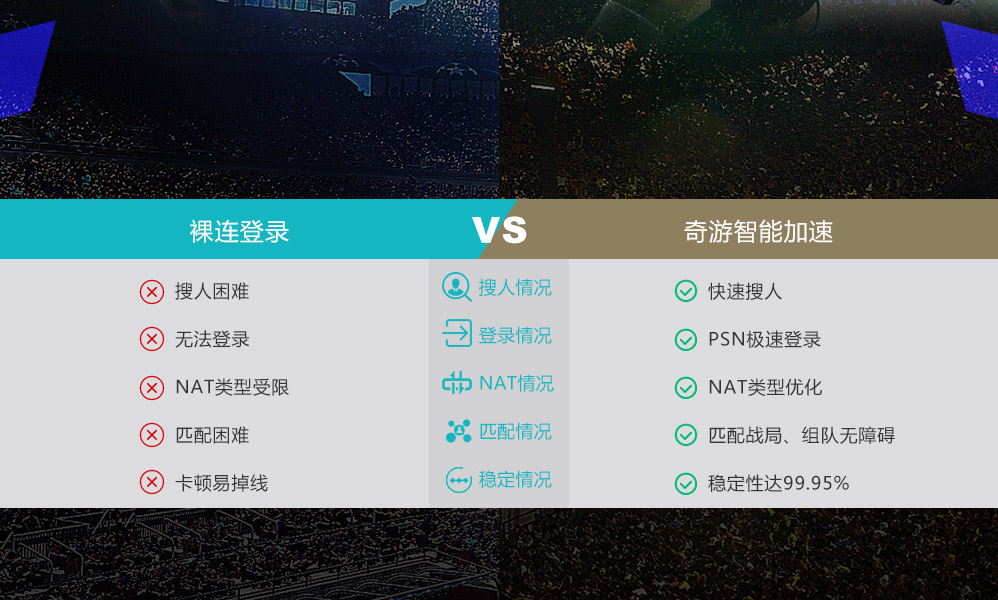 裸连登录 VS 奇游智能加速
搜人困难 搜人情况 快速搜人
无法登录 登录情况 PSN极速登录
NAT类型受限 NAT情况 NAT类型优化
匹配困难 匹配情况 匹配战局、组队无障碍
卡顿易掉线 稳定情况 稳定性达99.95%